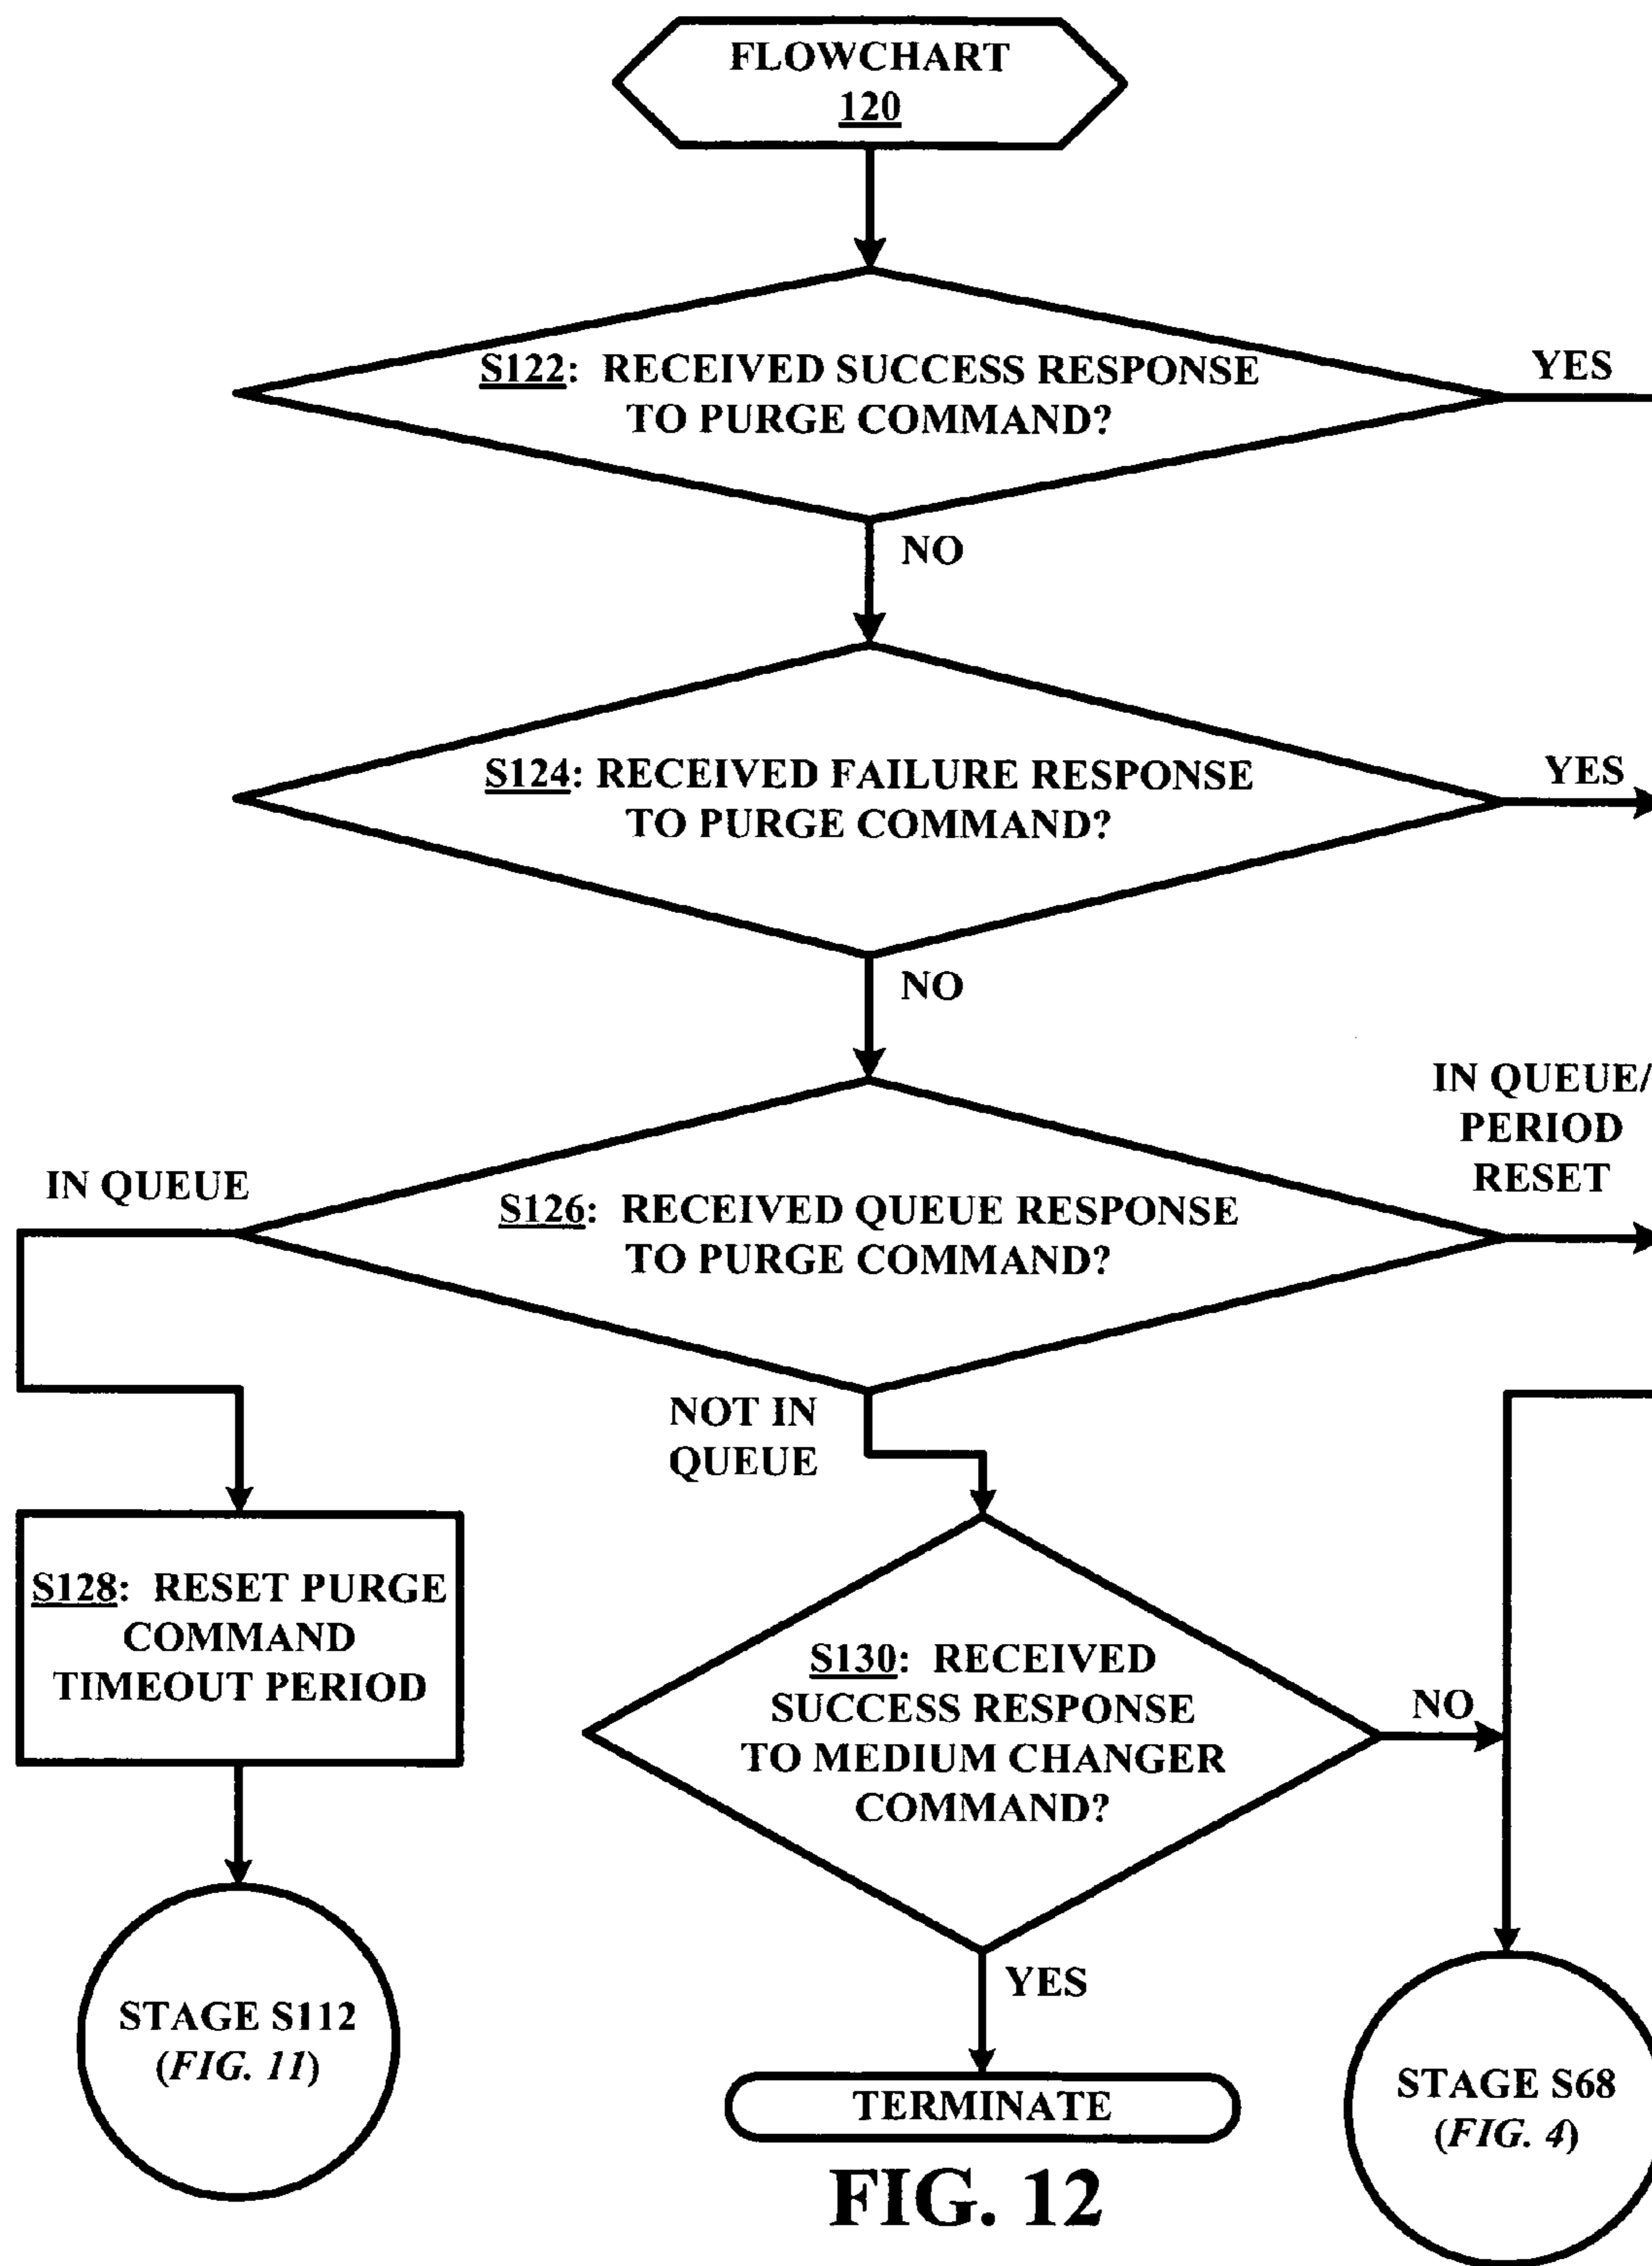 FLOWCHART
120
S122: RECEIVED SUCCESS RESPONSE
TO PURGE COMMAND?
YES
NO
S124: RECEIVED FAILURE RESPONSE
TO PURGE COMMAND?
YES
NO
IN QUEUE/
PERIOD
RESET
IN QUEUE
S126: RECEIVED QUEUE RESPONSE
TO PURGE COMMAND?
NOT IN
QUEUE
S128: RESET PURGE
COMMAND
TIMEOUT PERIOD
S130: RECEIVED
SUCCESS RESPONSE
TO MEDIUM CHANGER
COMMAND?
NO
YES
STAGE S112
(FIG. 11)
TERMINATE
STAGE S68
(FIG. 4)
FIG. 12